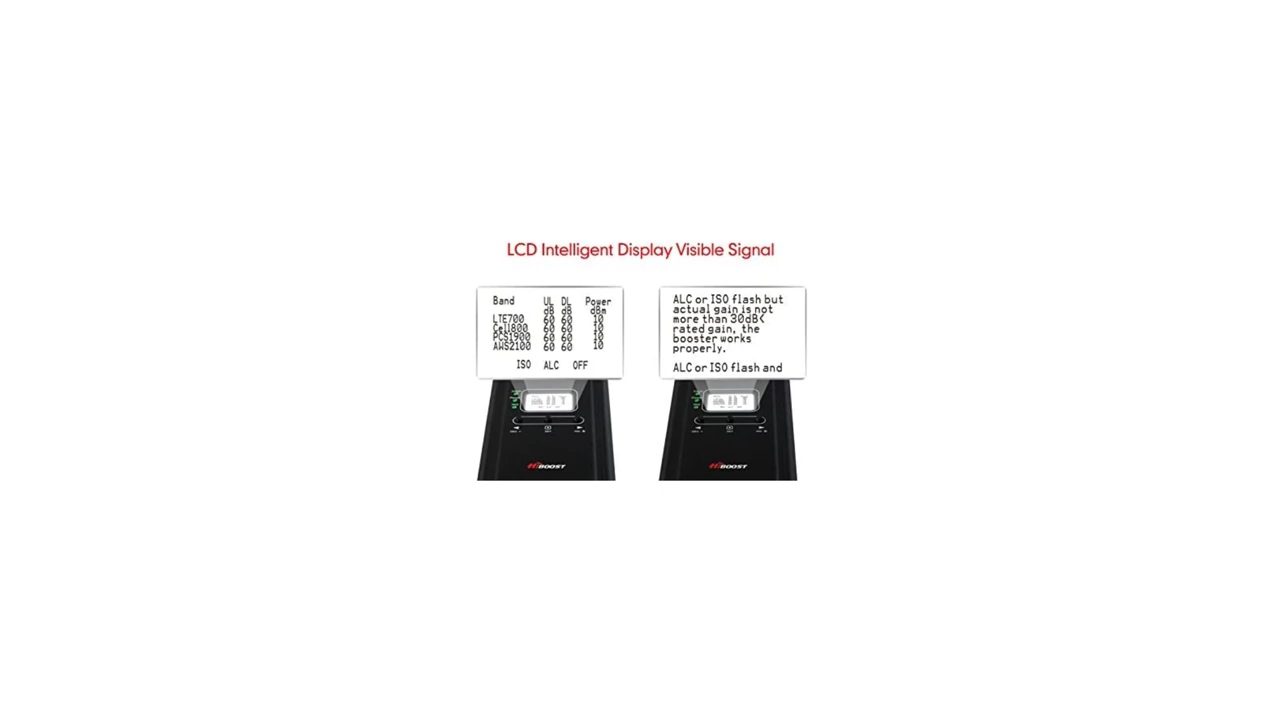 LCD Intelligent Display Visible Signal
Band UL DL Power
dB dB dBm
LTE700 60 60 10
Cell800 60 60 10
PCS1900 60 60 10
AWS2100 60 60 10
ISO ALC OFF
ALC or ISO flash but
actual gain is not
more than 30dB<
rated gain, the
booster works
properly.
ALC or ISO flash and
HiBOOST
HiBOOST